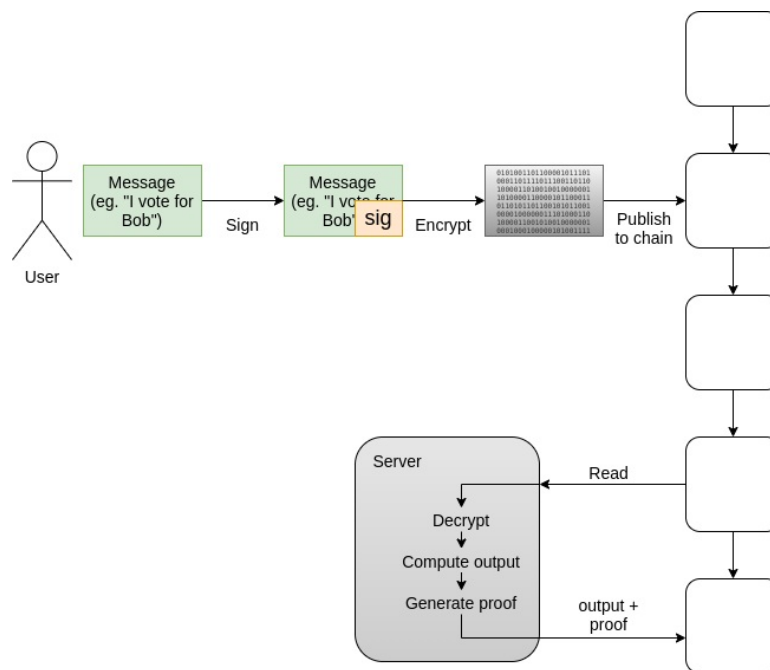 Message
(eg. "I vote for
Bob")
Sign
Message
(eg. "I vote for
Bob"
sig
Encrypt
Publish
to chain
User
Server
Read
Decrypt
Compute output
Generate proof
output +
proof